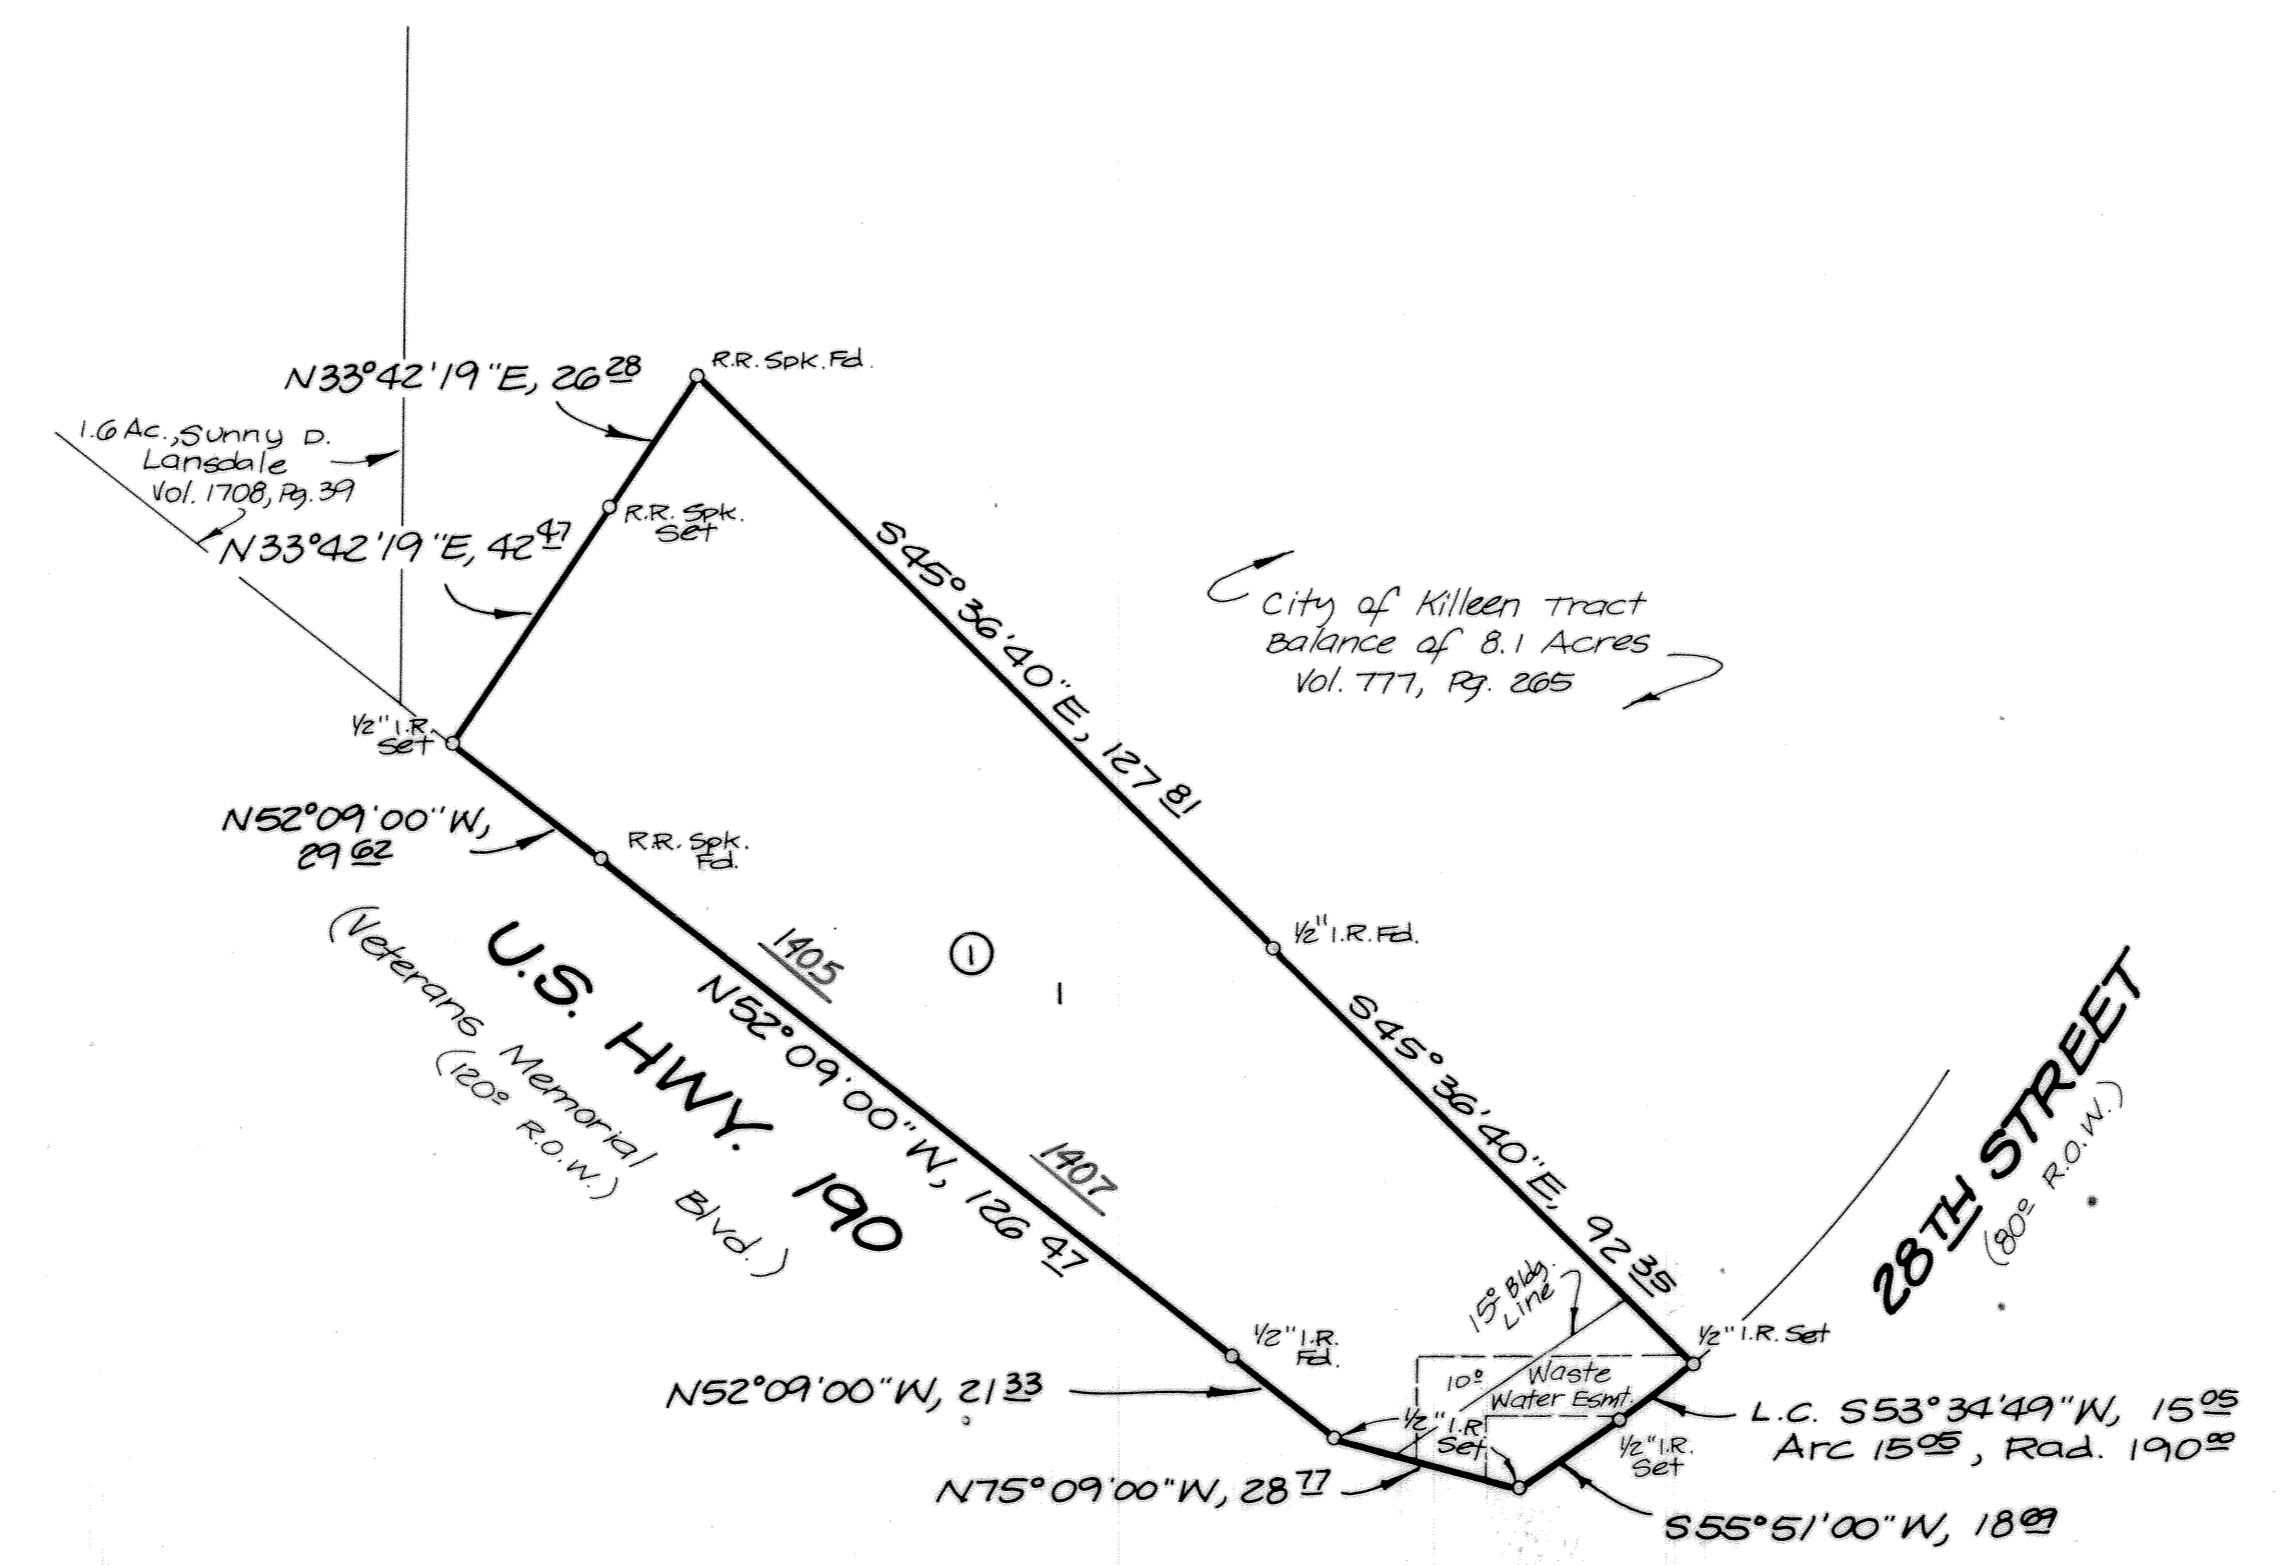 N33°42'19"E, 26 28
R.R. Spk. Fd.
1.6 Ac., Sunny D.
Lansdale
Vol. 1708, Pg. 39
N33°42'19"E, 42 47
R.R. Spk.
Set
S45°36'40"E, 127 81
City of Killeen Tract
Balance of 8.1 Acres
Vol. 777, Pg. 265
1/2" I.R.
Set
N52°09'00"W,
29 62
R.R. Spk.
Fd.
U.S. HWY. 190
(Veterans Memorial Blvd.)
(120º R.O.W.)
1405
N52°09'00"W, 126 47
1407
1
1
1/2" I.R. Fd.
S45°36'40"E, 92 35
28TH STREET
(80º R.O.W.)
15º Bldg.
Line
1/2" I.R. Set
1/2" I.R.
Fd.
N52°09'00"W, 21 33
10º Waste
Water Esmt.
1/2" I.R.
Set
1/2" I.R.
Set
L.C. S53°34'49"W, 15 05
Arc 15 05, Rad. 190 00
N75°09'00"W, 28 77
S55°51'00"W, 18